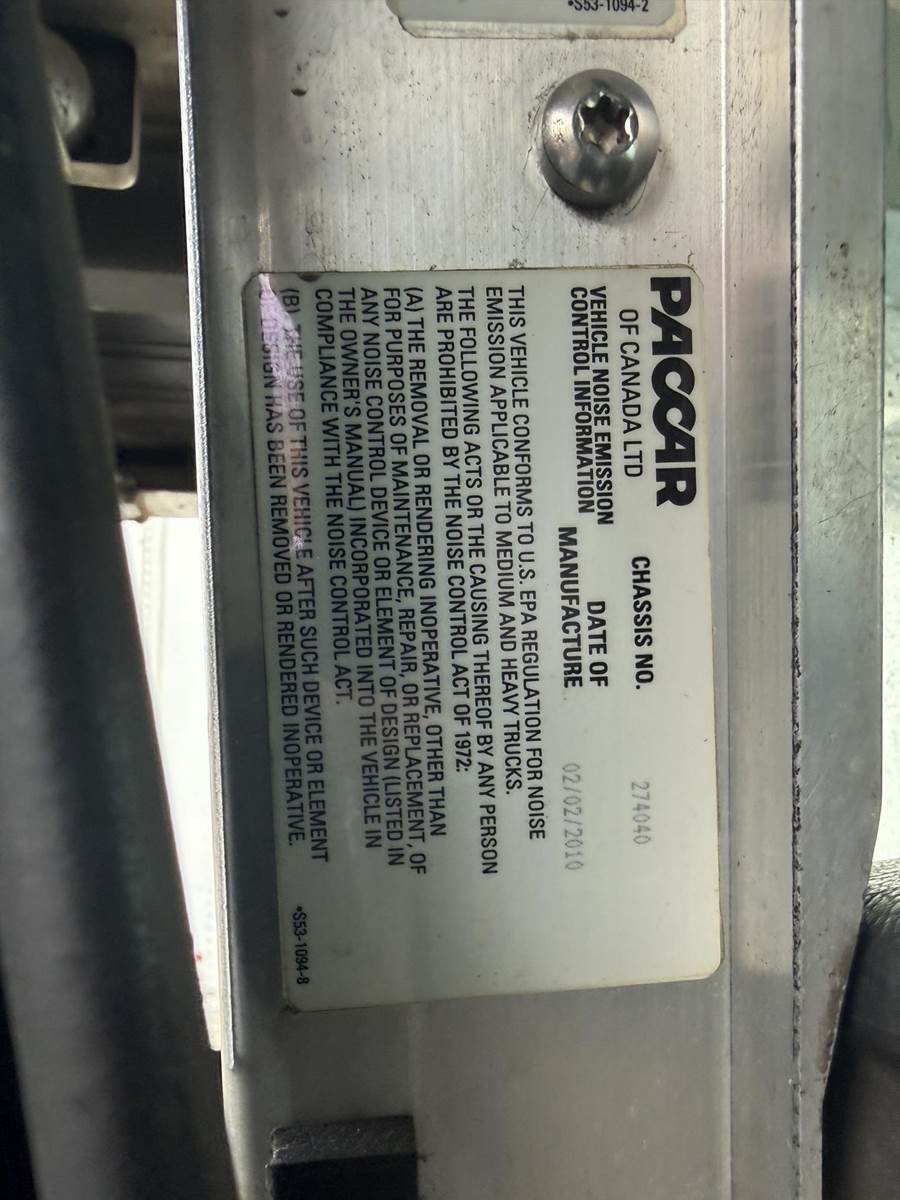 •S53-1094-2
PACCAR
OF CANADA LTD
VEHICLE NOISE EMISSION
CONTROL INFORMATION
CHASSIS NO. 274040
DATE OF
MANUFACTURE 02/02/2010
THIS VEHICLE CONFORMS TO U.S. EPA REGULATION FOR NOISE
EMISSION APPLICABLE TO MEDIUM AND HEAVY TRUCKS.
THE FOLLOWING ACTS OR THE CAUSING THEREOF BY ANY PERSON
ARE PROHIBITED BY THE NOISE CONTROL ACT OF 1972:
(A) THE REMOVAL OR RENDERING INOPERATIVE, OTHER THAN
FOR PURPOSES OF MAINTENANCE, REPAIR, OR REPLACEMENT, OF
ANY NOISE CONTROL DEVICE OR ELEMENT OF DESIGN (LISTED IN
THE OWNER'S MANUAL) INCORPORATED INTO THE VEHICLE IN
COMPLIANCE WITH THE NOISE CONTROL ACT.
(B) THE USE OF THIS VEHICLE AFTER SUCH DEVICE OR ELEMENT
OF DESIGN HAS BEEN REMOVED OR RENDERED INOPERATIVE.
•S53-1094-8